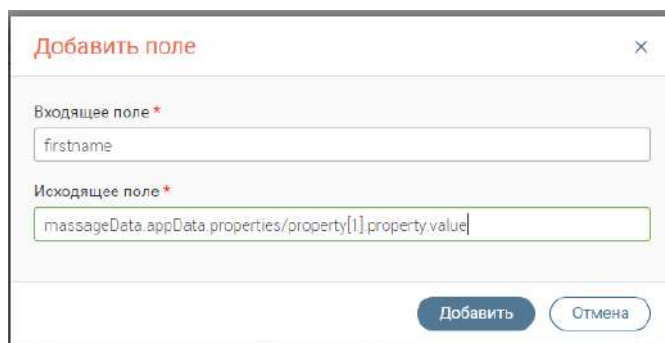 Добавить поле
Входящее поле *
firstname
Исходящее поле *
massageData.appData.properties/property[1].property.value
Добавить
Отмена